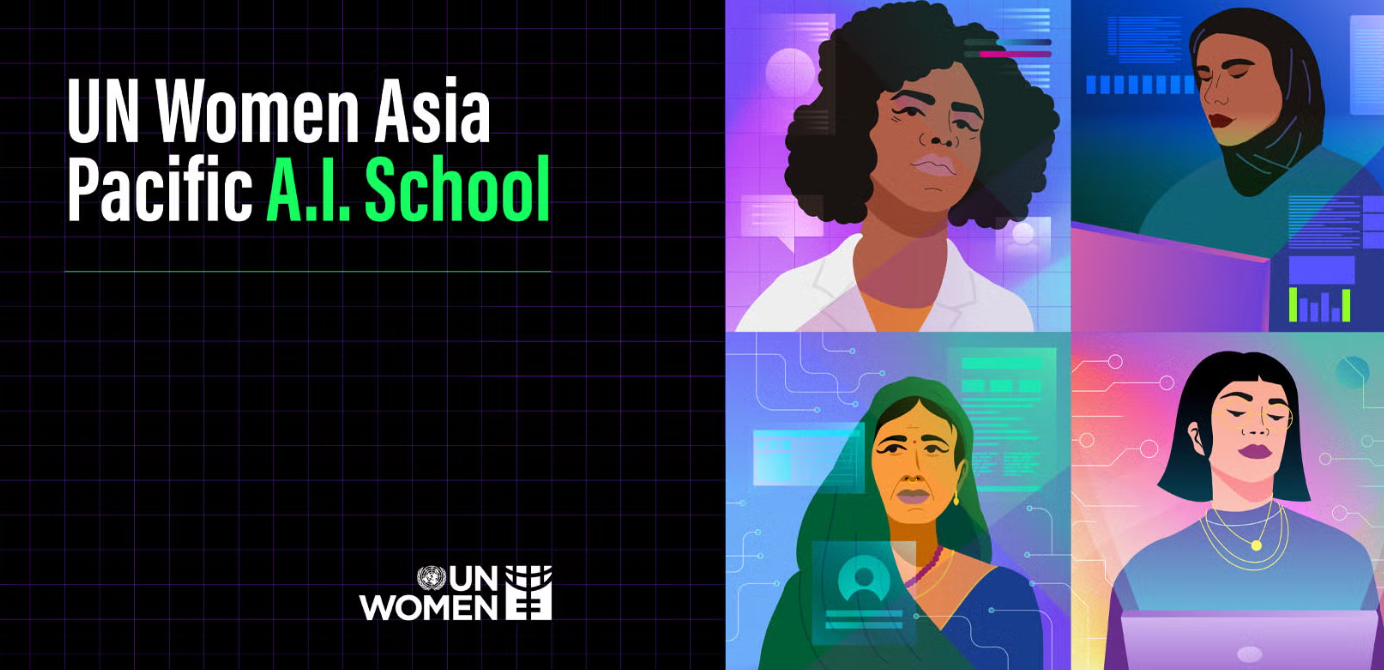 UN Women Asia
Pacific A.I. School
UN
WOMEN